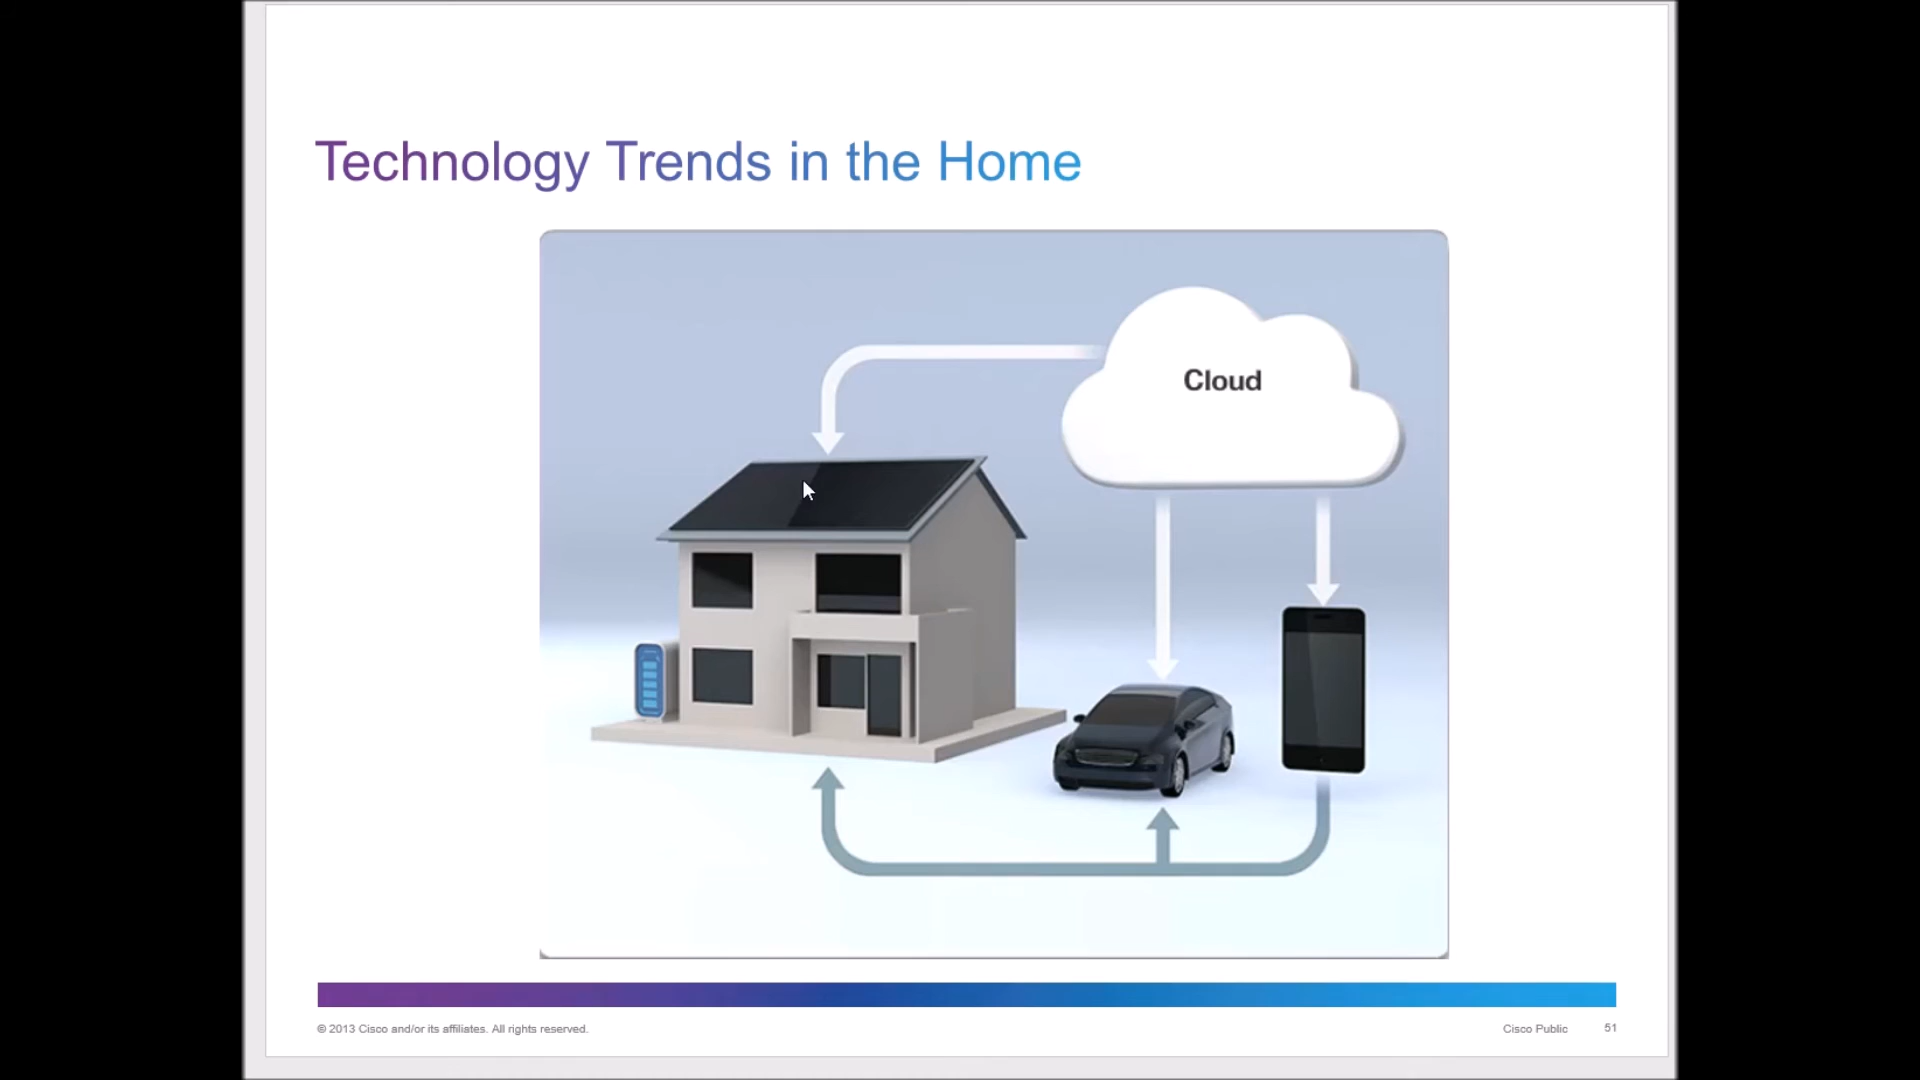 Technology Trends in the Home
Cloud
© 2013 Cisco and/or its affiliates. All rights reserved.
Cisco Public
51